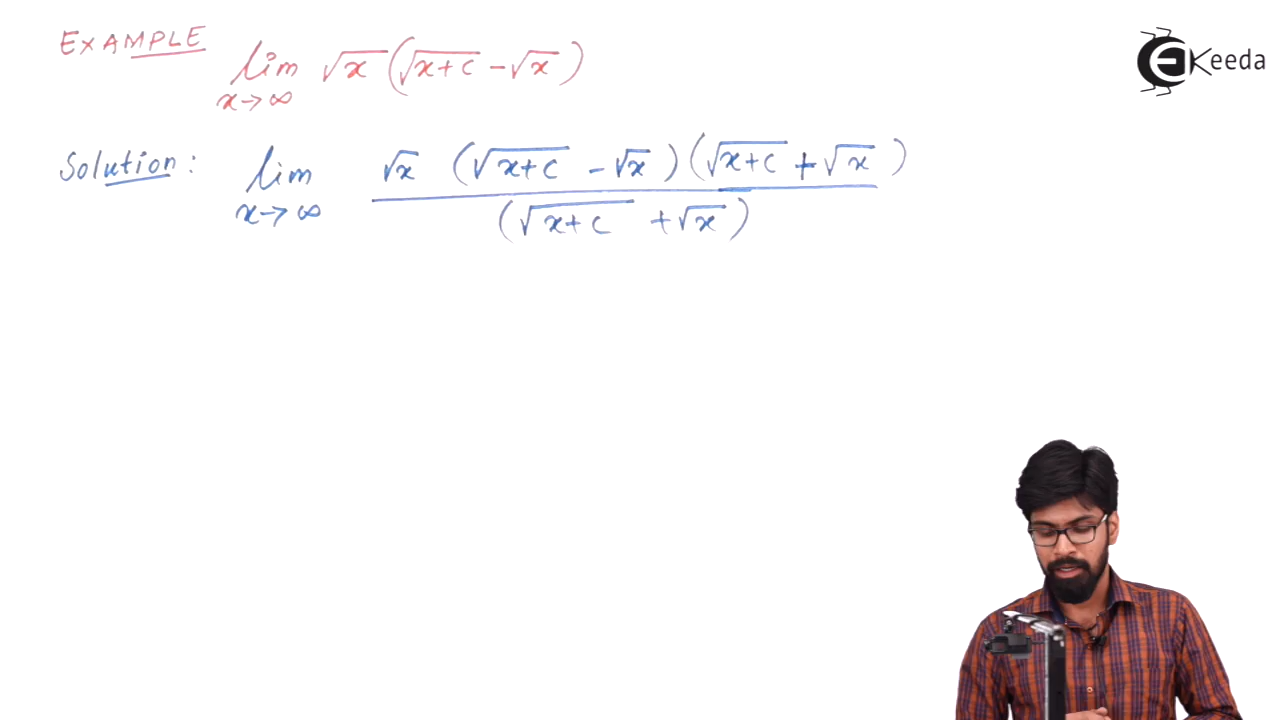 EXAMPLE lim x→∞ √x (√x+c - √x)
EKeeda
Solution: lim x→∞ √x (√x+c - √x)(√x+c + √x)
(√x+c + √x)